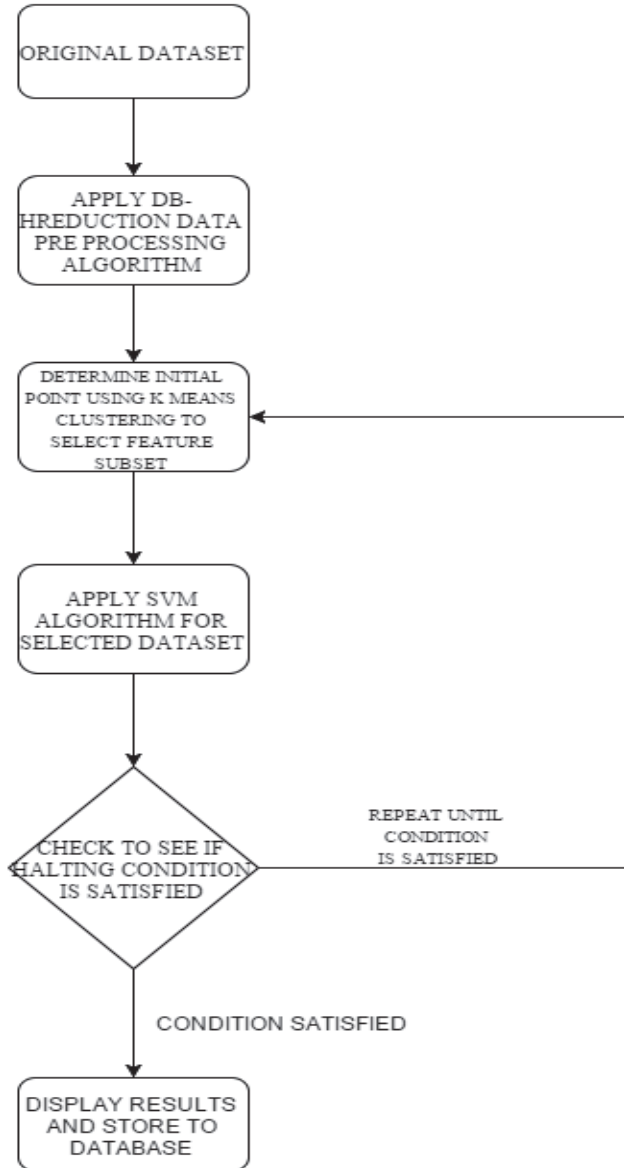 ORIGINAL DATASET
APPLY DB-
HREDUCTION DATA
PRE PROCESSING
ALGORITHM
DETERMINE INITIAL
POINT USING K MEANS
CLUSTERING TO
SELECT FEATURE
SUBSET
APPLY SVM
ALGORITHM FOR
SELECTED DATASET
CHECK TO SEE IF
HALTING CONDITION
IS SATISFIED
REPEAT UNTIL
CONDITION
IS SATISFIED
CONDITION SATISFIED
DISPLAY RESULTS
AND STORE TO
DATABASE